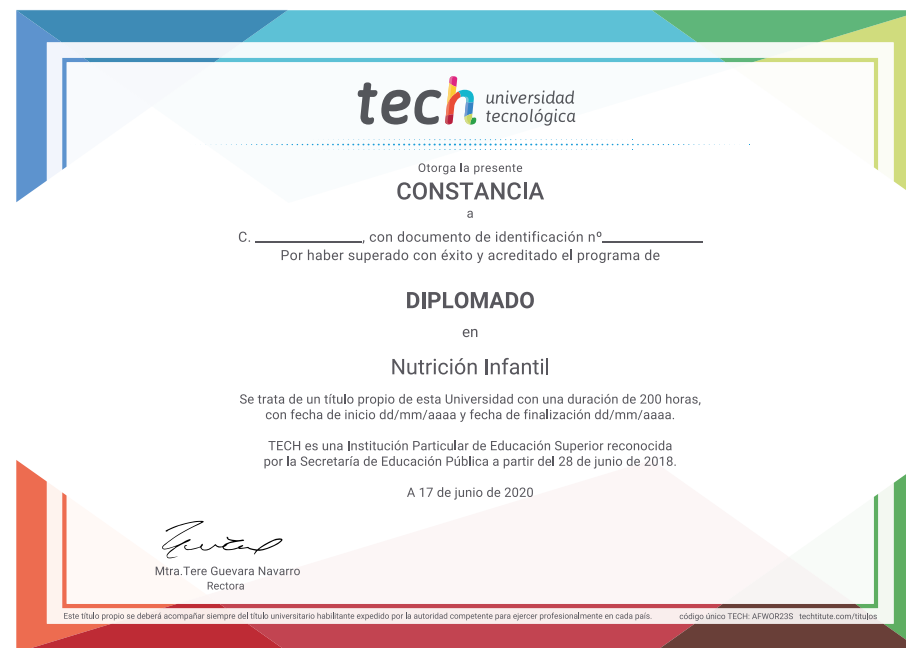 tech universidad
tecnológica
Otorga la presente
CONSTANCIA
a
C. ____________, con documento de identificación nº____________
Por haber superado con éxito y acreditado el programa de
DIPLOMADO
en
Nutrición Infantil
Se trata de un título propio de esta Universidad con una duración de 200 horas,
con fecha de inicio dd/mm/aaaa y fecha de finalización dd/mm/aaaa.
TECH es una Institución Particular de Educación Superior reconocida
por la Secretaría de Educación Pública a partir del 28 de junio de 2018.
A 17 de junio de 2020
Mtra.Tere Guevara Navarro
Rectora
Este título propio se deberá acompañar siempre del título universitario habilitante expedido por la autoridad competente para ejercer profesionalmente en cada país. código único TECH: AFWOR23S techtitute.com/titulos